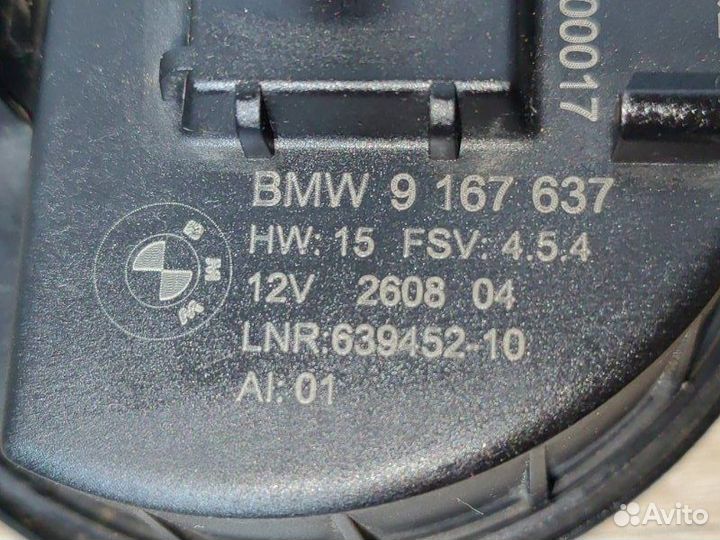 00017
BMW 9 167 637
HW: 15 FSV: 4.5.4
12V 2608 04
LNR:639452-10
AI: 01
BMW
Avito